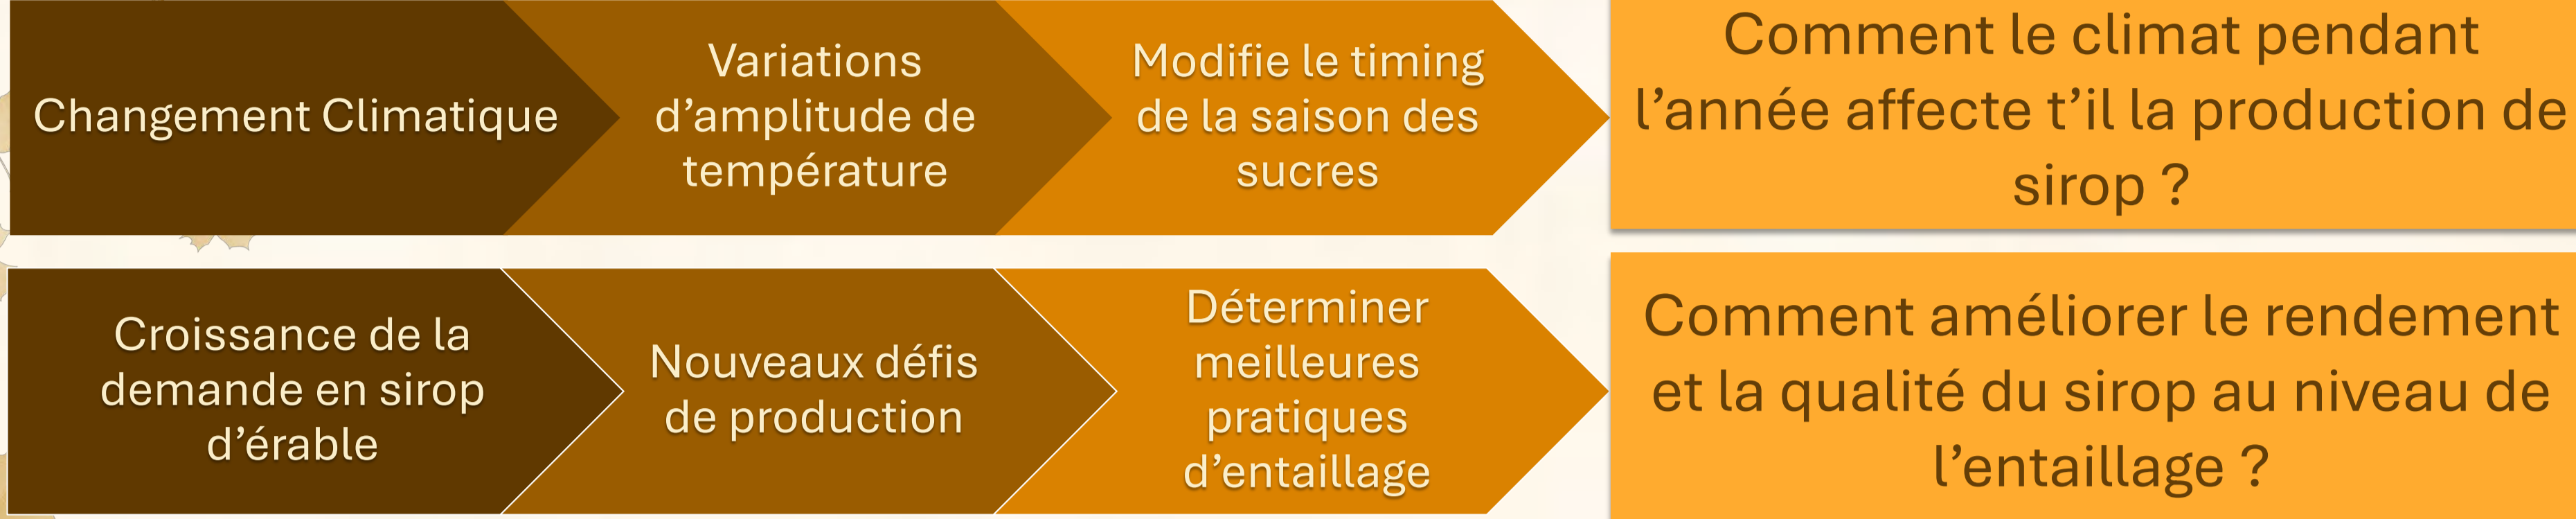 Changement Climatique
Variations
d’amplitude de
température
Modifie le timing
de la saison des
sucres
Comment le climat pendant
l’année affecte t’il la production de
sirop ?
Croissance de la
demande en sirop
d’érable
Nouveaux défis
de production
Déterminer
meilleures
pratiques
d’entaillage
Comment améliorer le rendement
et la qualité du sirop au niveau de
l’entaillage ?